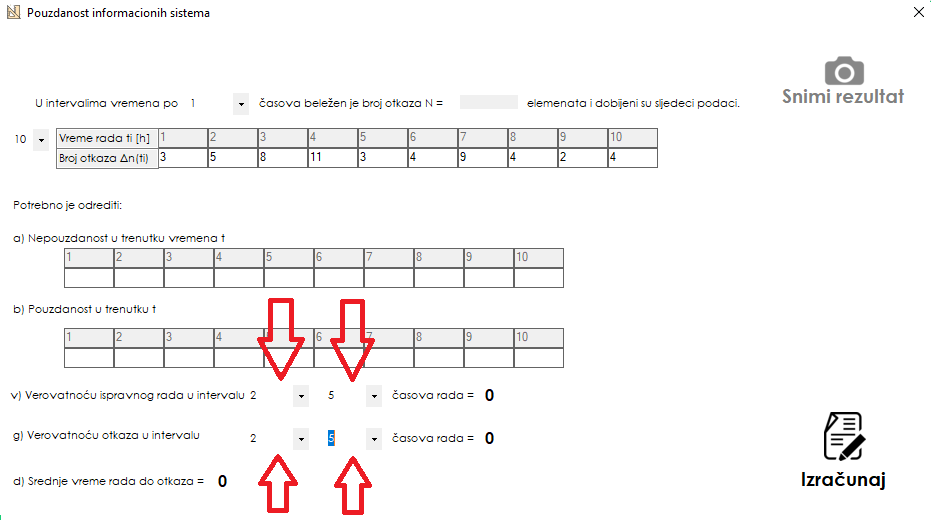 Pouzdanost informacionih sistema
Snimi rezultat
U intervalima vremena po 1 časova beležen je broj otkaza N = elemenata i dobijeni su sljedeci podaci.
10 Vreme rada ti [h] 1 2 3 4 5 6 7 8 9 10
Broj otkaza Δn(ti) 3 5 8 11 3 4 9 4 2 4
Potrebno je odrediti:
a) Nepouzdanost u trenutku vremena t
1 2 3 4 5 6 7 8 9 10
b) Pouzdanost u trenutku t
1 2 3 4 6 7 8 9 10
v) Verovatnoću ispravnog rada u intervalu 2 5 časova rada = 0
g) Verovatnoću otkaza u intervalu 2 5 časova rada = 0
d) Srednje vreme rada do otkaza = 0
Izračunaj